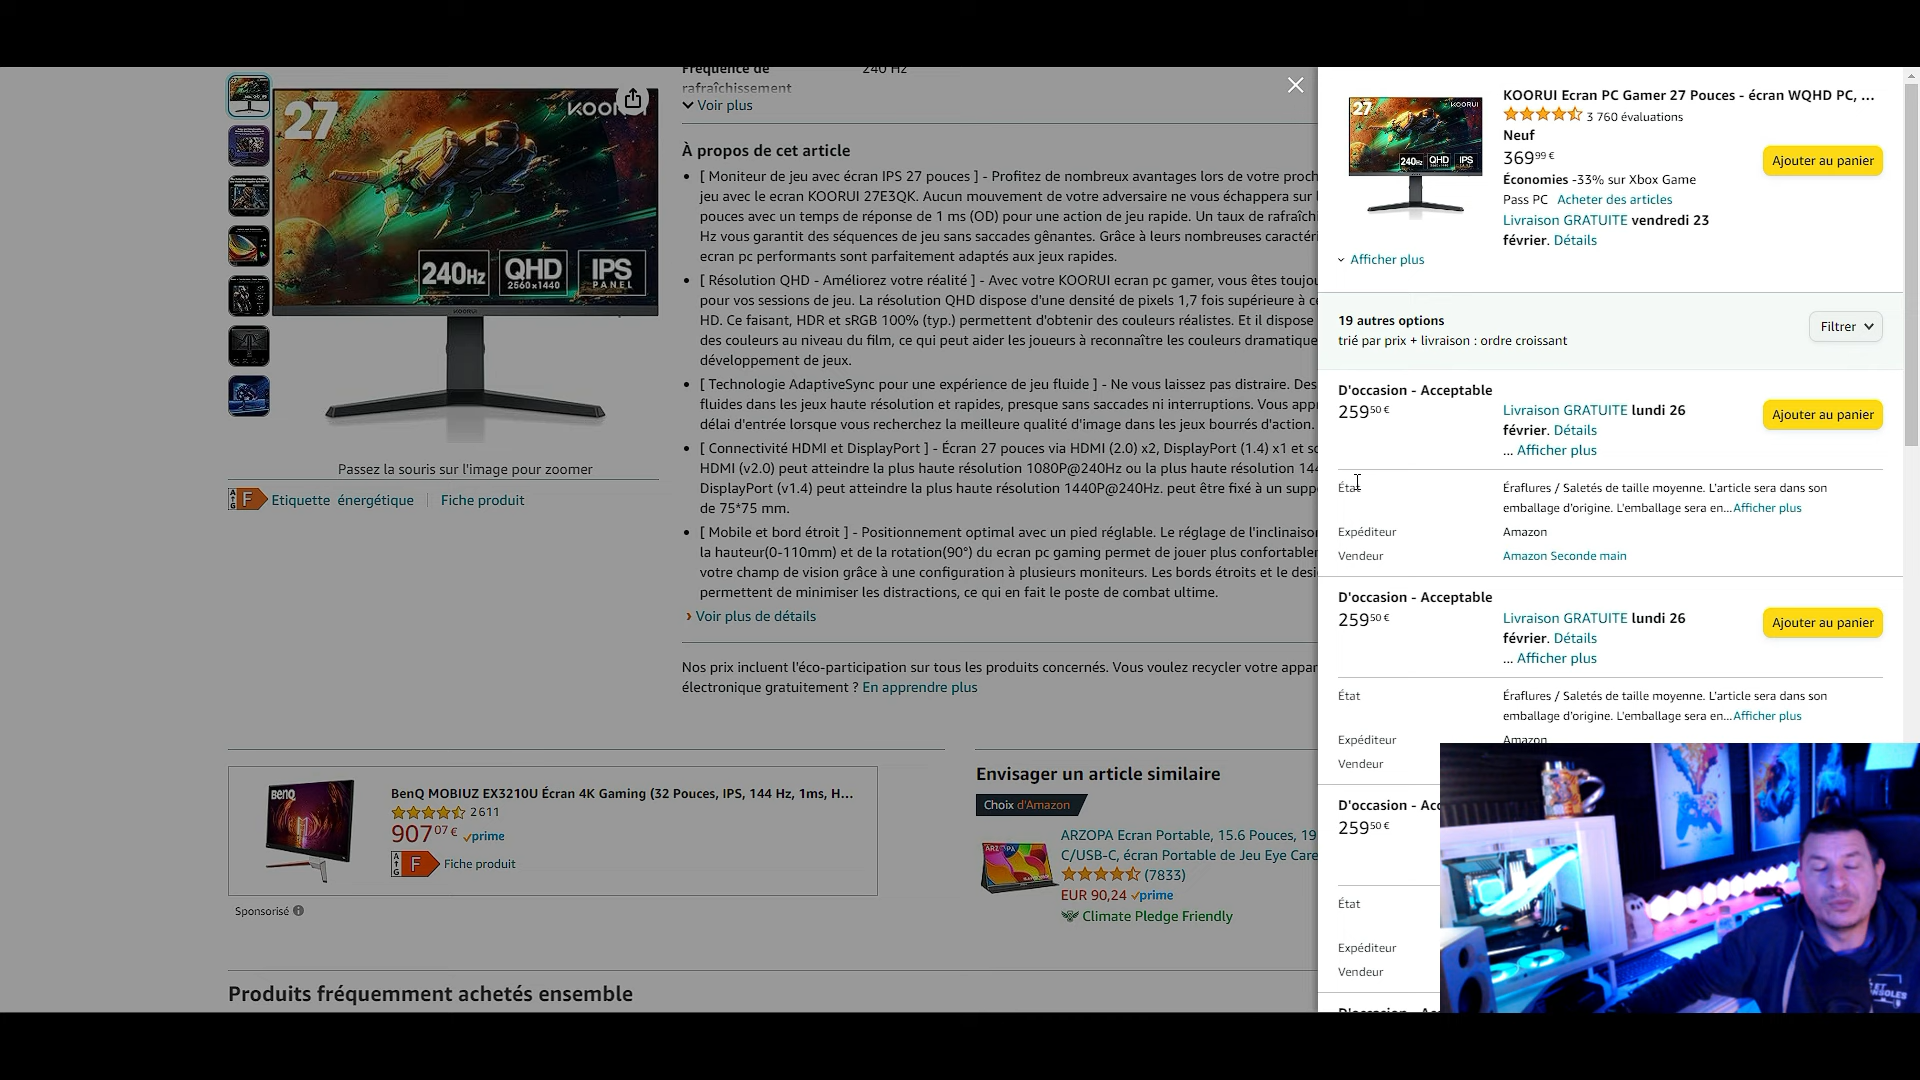 27
KOORUI
240Hz
QHD
2560x1440
IPS
PANEL
KOORUI
Passez la souris sur l'image pour zoomer
F
Etiquette énergétique
Fiche produit
Fréquence de
rafraîchissement
240 Hz
Voir plus
À propos de cet article
• [ Moniteur de jeu avec écran IPS 27 pouces ] - Profitez de nombreux avantages lors de votre proch
jeu avec le ecran KOORUI 27E3QK. Aucun mouvement de votre adversaire ne vous échappera sur l
pouces avec un temps de réponse de 1 ms (OD) pour une action de jeu rapide. Un taux de rafraîchi
Hz vous garantit des séquences de jeu sans saccades gênantes. Grâce à leurs nombreuses caractéri
ecran pc performants sont parfaitement adaptés aux jeux rapides.
• [ Résolution QHD - Améliorez votre réalité ] - Avec votre KOORUI ecran pc gamer, vous êtes toujou
pour vos sessions de jeu. La résolution QHD dispose d'une densité de pixels 1,7 fois supérieure à ce
HD. Ce faisant, HDR et sRGB 100% (typ.) permettent d'obtenir des couleurs réalistes. Et il dispose
des couleurs au niveau du film, ce qui peut aider les joueurs à reconnaître les couleurs dramatique
développement de jeux.
• [ Technologie AdaptiveSync pour une expérience de jeu fluide ] - Ne vous laissez pas distraire. Des
fluides dans les jeux haute résolution et rapides, presque sans saccades ni interruptions. Vous appr
délai d'entrée lorsque vous recherchez la meilleure qualité d'image dans les jeux bourrés d'action.
• [ Connectivité HDMI et DisplayPort ] - Écran 27 pouces via HDMI (2.0) x2, DisplayPort (1.4) x1 et so
HDMI (v2.0) peut atteindre la plus haute résolution 1080P@240Hz ou la plus haute résolution 144
DisplayPort (v1.4) peut atteindre la plus haute résolution 1440P@240Hz. peut être fixé à un supp
de 75*75 mm.
• [ Mobile et bord étroit ] - Positionnement optimal avec un pied réglable. Le réglage de l'inclinaiso
la hauteur(0-110mm) et de la rotation(90°) du ecran pc gaming permet de jouer plus confortabler
votre champ de vision grâce à une configuration à plusieurs moniteurs. Les bords étroits et le desi
permettent de minimiser les distractions, ce qui en fait le poste de combat ultime.
› Voir plus de détails
Nos prix incluent l'éco-participation sur tous les produits concernés. Vous voulez recycler votre appar
électronique gratuitement ? En apprendre plus
BenQ
BenQ MOBIUZ EX3210U Écran 4K Gaming (32 Pouces, IPS, 144 Hz, 1ms, H...
2 611
907,07 € prime
F Fiche produit
Sponsorisé
Envisager un article similaire
Choix d'Amazon
ARZOPA
ARZOPA Ecran Portable, 15.6 Pouces, 19
C/USB-C, écran Portable de Jeu Eye Care
(7833)
EUR 90,24 prime
Climate Pledge Friendly
Produits fréquemment achetés ensemble
27
KOORUI
240Hz QHD IPS
KOORUI Ecran PC Gamer 27 Pouces - écran WQHD PC, ...
3 760 évaluations
Neuf
369,99 €
Ajouter au panier
Économies -33% sur Xbox Game
Pass PC Acheter des articles
Livraison GRATUITE vendredi 23
février. Détails
Afficher plus
19 autres options
trié par prix + livraison : ordre croissant
Filtrer
D'occasion - Acceptable
259,50 €
Livraison GRATUITE lundi 26
février. Détails
... Afficher plus
Ajouter au panier
État
Éraflures / Saletés de taille moyenne. L'article sera dans son
emballage d'origine. L'emballage sera en...Afficher plus
Expéditeur
Amazon
Vendeur
Amazon Seconde main
D'occasion - Acceptable
259,50 €
Livraison GRATUITE lundi 26
février. Détails
... Afficher plus
Ajouter au panier
État
Éraflures / Saletés de taille moyenne. L'article sera dans son
emballage d'origine. L'emballage sera en...Afficher plus
Expéditeur
Amazon
Vendeur
D'occasion - Acc
259,50 €
État
Expéditeur
Vendeur